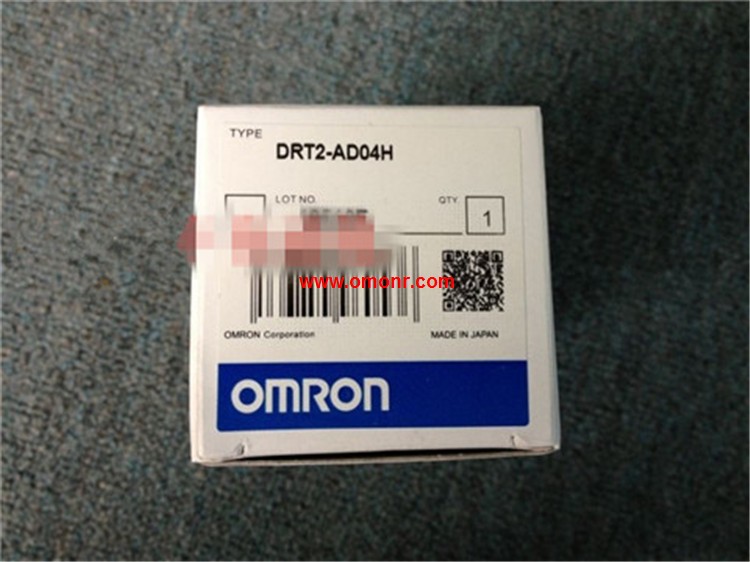 TYPE
DRT2-AD04H
LOT NO.
QTY.
1
www.omonr.com
OMRON Corporation
MADE IN JAPAN
OMRON